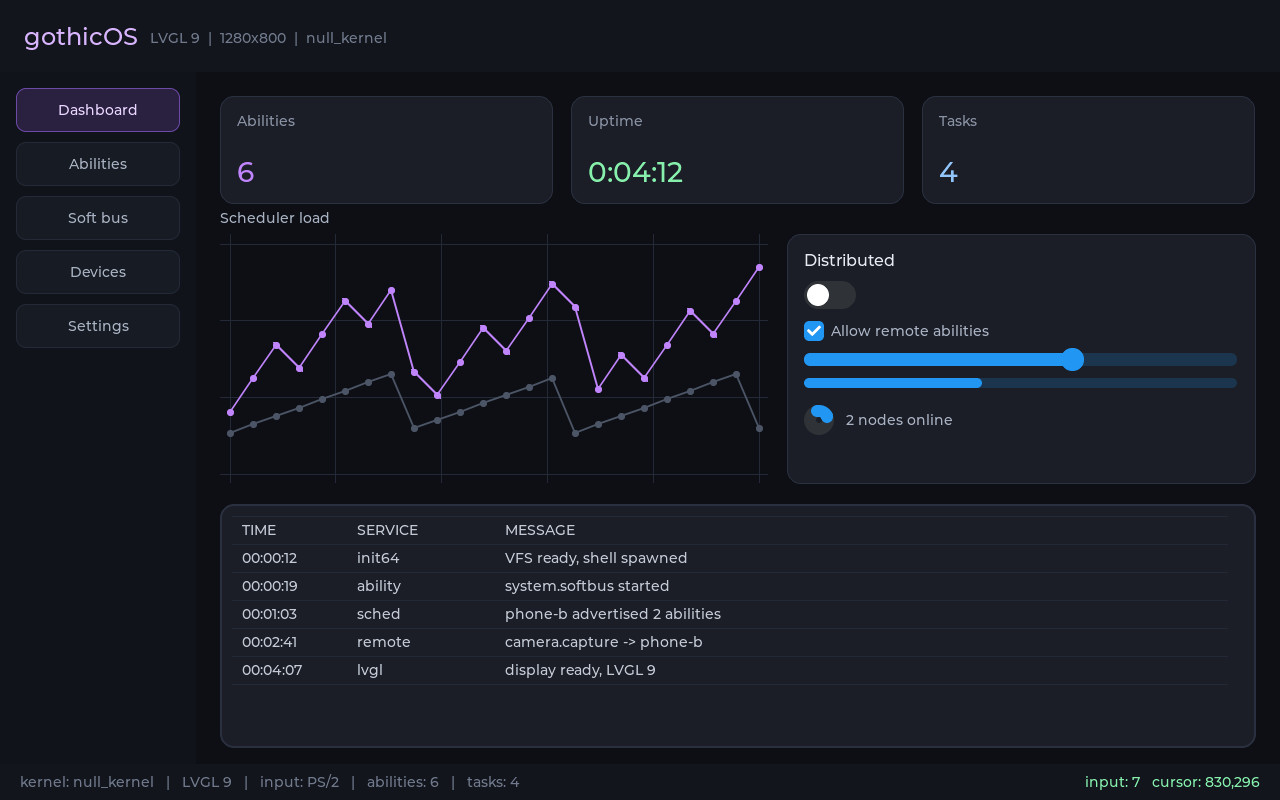 gothicOS LVGL 9 | 1280x800 | null_kernel
Dashboard
Abilities
Soft bus
Devices
Settings
Abilities
6
Uptime
0:04:12
Tasks
4
Scheduler load
Distributed
Allow remote abilities
2 nodes online
TIME SERVICE MESSAGE
00:00:12 init64 VFS ready, shell spawned
00:00:19 ability system.softbus started
00:01:03 sched phone-b advertised 2 abilities
00:02:41 remote camera.capture -> phone-b
00:04:07 lvgl display ready, LVGL 9
kernel: null_kernel | LVGL 9 | input: PS/2 | abilities: 6 | tasks: 4
input: 7 cursor: 830,296